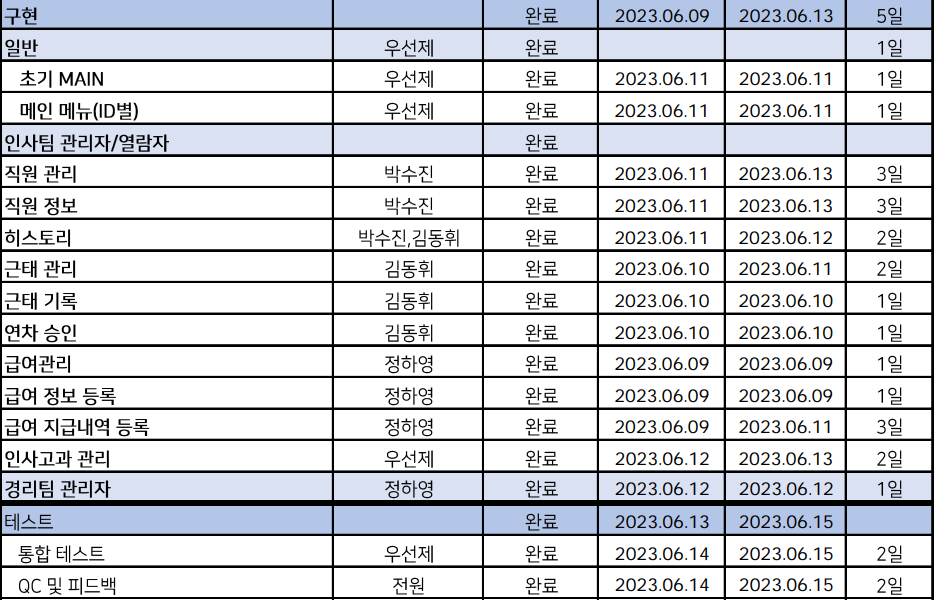 구현 완료 2023.06.09 2023.06.13 5일
일반 우선제 완료 1일
초기 MAIN 우선제 완료 2023.06.11 2023.06.11 1일
메인 메뉴(ID별) 우선제 완료 2023.06.11 2023.06.11 1일
인사팀 관리자/열람자 완료
직원 관리 박수진 완료 2023.06.11 2023.06.13 3일
직원 정보 박수진 완료 2023.06.11 2023.06.13 3일
히스토리 박수진,김동휘 완료 2023.06.11 2023.06.12 2일
근태 관리 김동휘 완료 2023.06.10 2023.06.11 2일
근태 기록 김동휘 완료 2023.06.10 2023.06.10 1일
연차 승인 김동휘 완료 2023.06.10 2023.06.10 1일
급여관리 정하영 완료 2023.06.09 2023.06.09 1일
급여 정보 등록 정하영 완료 2023.06.09 2023.06.09 1일
급여 지급내역 등록 정하영 완료 2023.06.09 2023.06.11 3일
인사고과 관리 우선제 완료 2023.06.12 2023.06.13 2일
경리팀 관리자 정하영 완료 2023.06.12 2023.06.12 1일
테스트 완료 2023.06.13 2023.06.15
통합 테스트 우선제 완료 2023.06.14 2023.06.15 2일
QC 및 피드백 전원 완료 2023.06.14 2023.06.15 2일